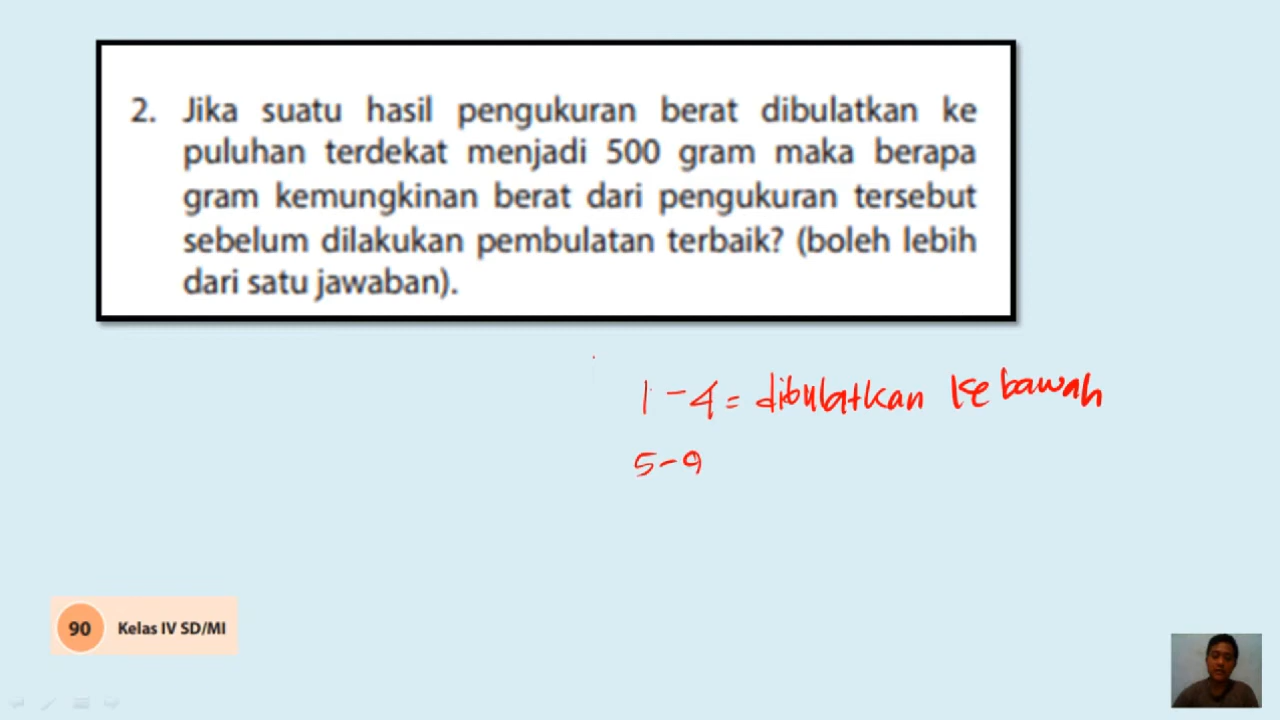 2. Jika suatu hasil pengukuran berat dibulatkan ke
puluhan terdekat menjadi 500 gram maka berapa
gram kemungkinan berat dari pengukuran tersebut
sebelum dilakukan pembulatan terbaik? (boleh lebih
dari satu jawaban).
1 - 4 = dibulatkan ke bawah
5 - 9
90 Kelas IV SD/MI